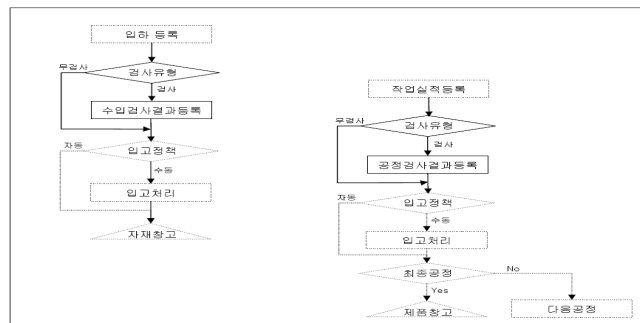 입하 등록
무검사
검사유형
검사
수입검사결과등록
자동
입고정책
수동
입고처리
자재창고
작업실적등록
무검사
검사유형
검사
공정검사결과등록
자동
입고정책
수동
입고처리
최종공정
No
Yes
제품창고
다음공정